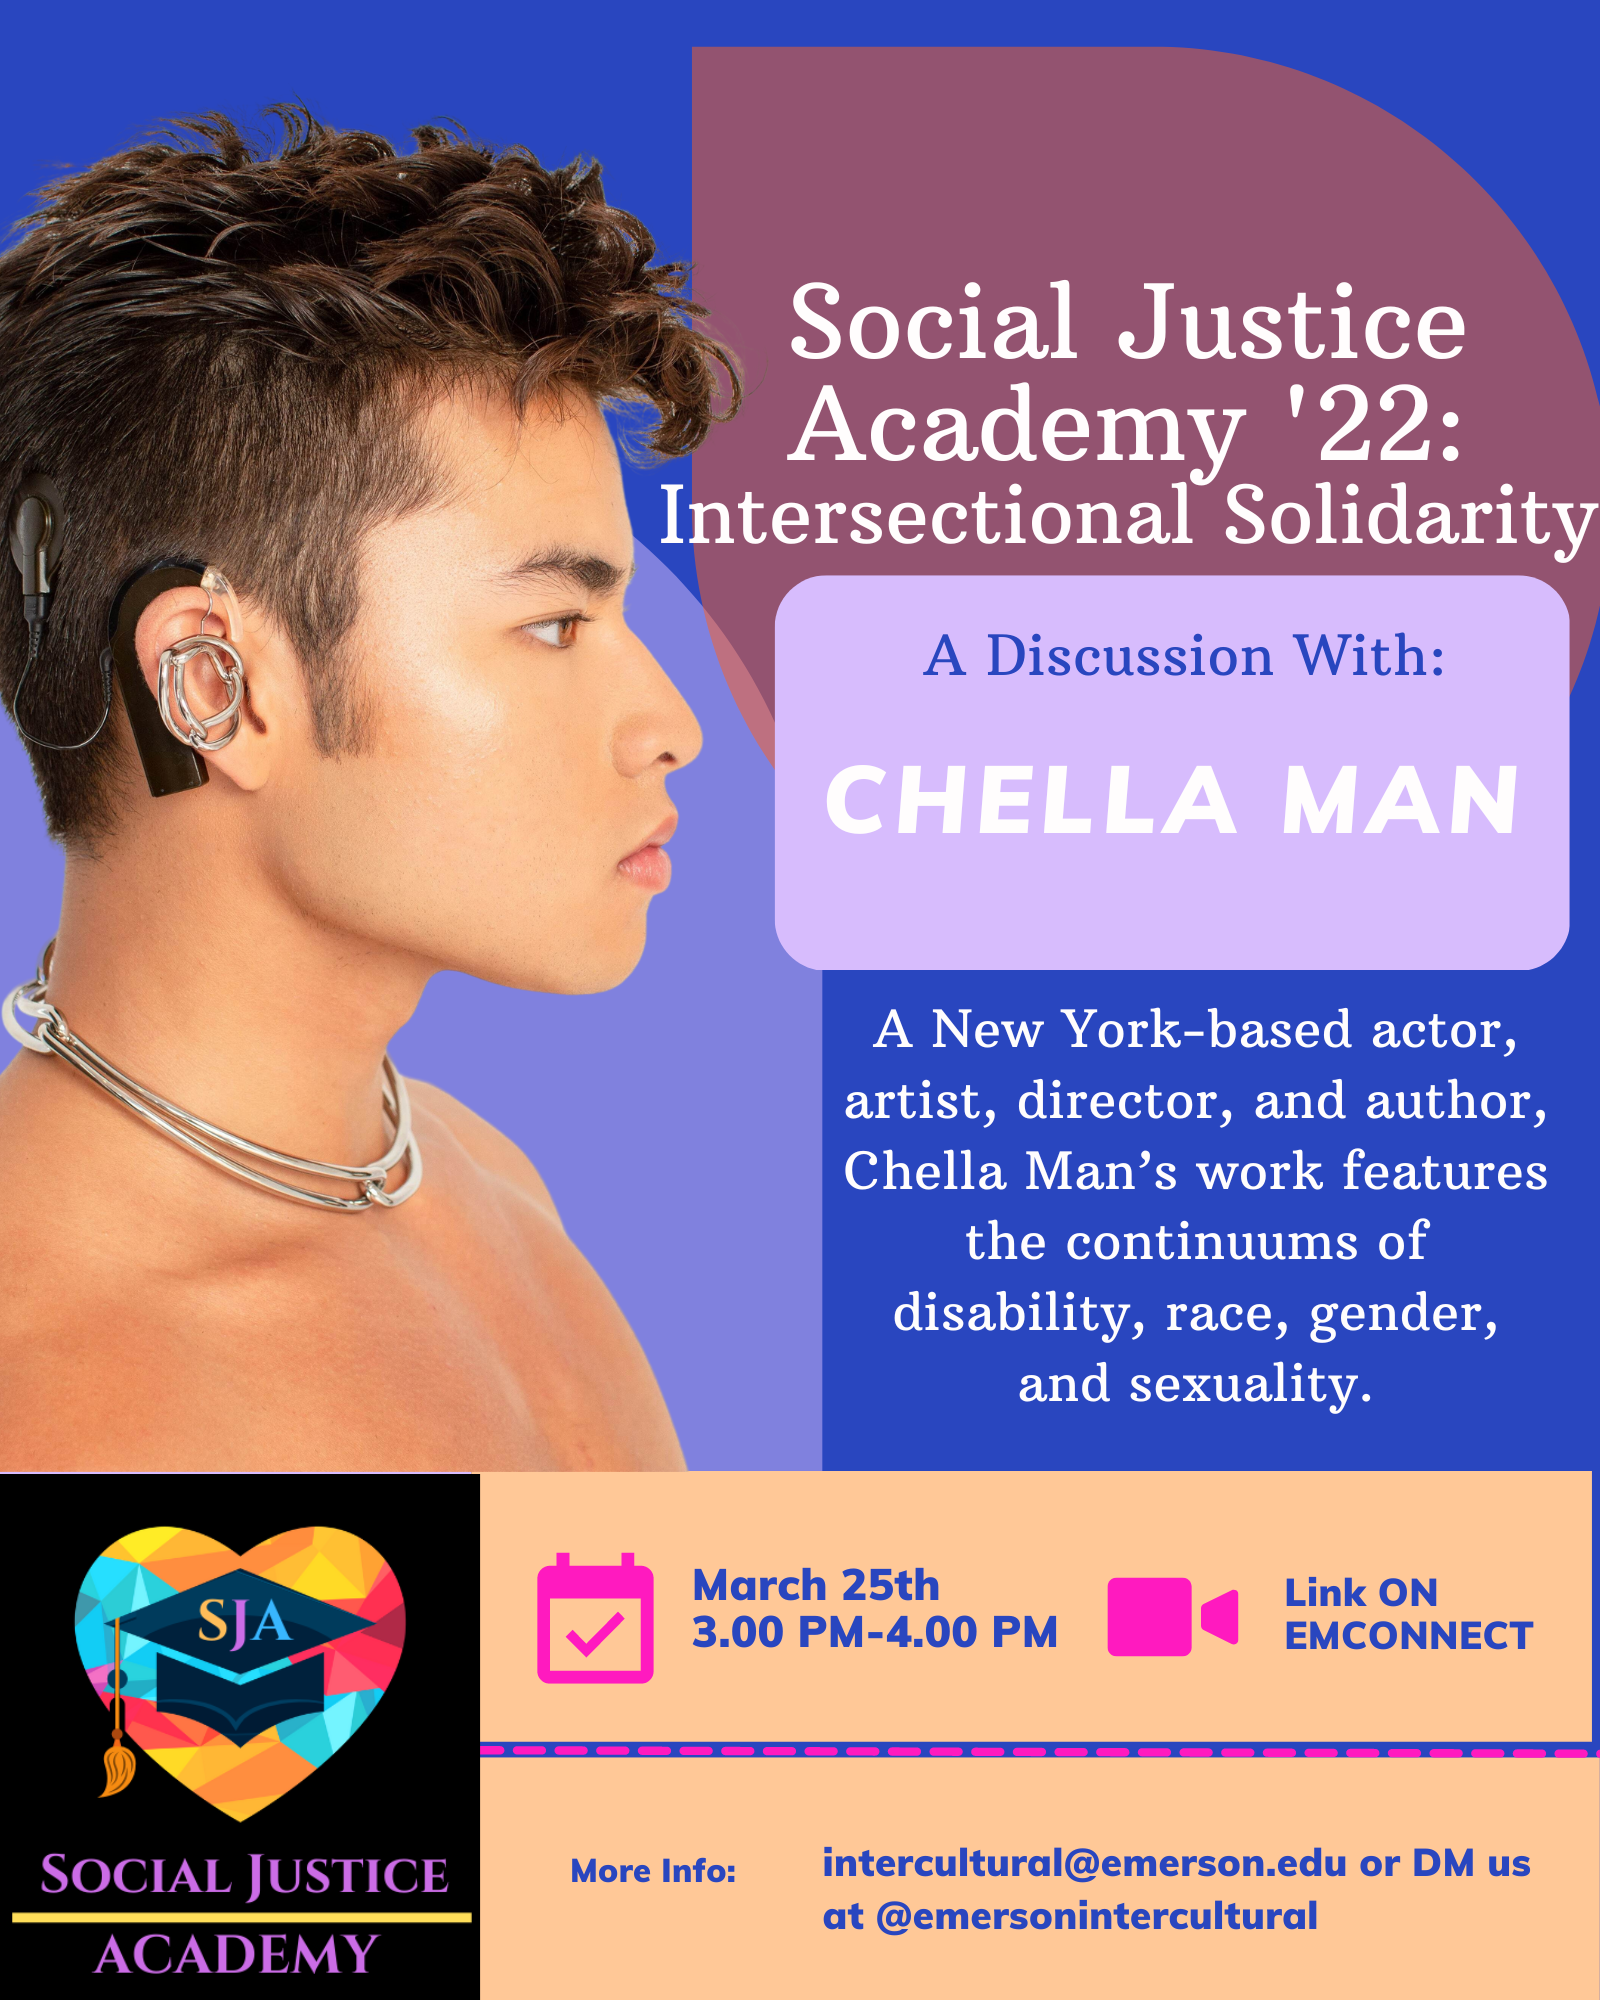 Social Justice
Academy '22:
Intersectional Solidarity
A Discussion With:
CHELLA MAN
A New York-based actor,
artist, director, and author,
Chella Man’s work features
the continuums of
disability, race, gender,
and sexuality.
SJA
SOCIAL JUSTICE
ACADEMY
March 25th
3.00 PM-4.00 PM
Link ON
EMCONNECT
More Info:
intercultural@emerson.edu or DM us
at @emersonintercultural